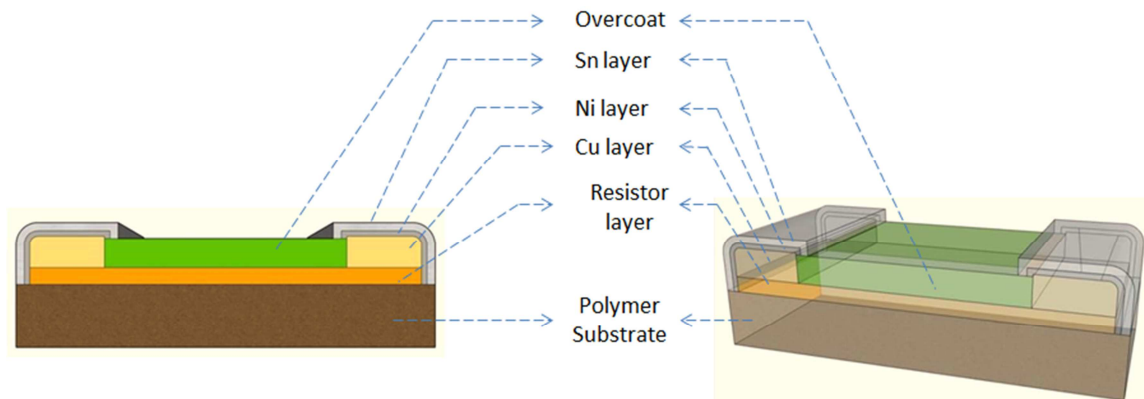 Overcoat
Sn layer
Ni layer
Cu layer
Resistor
layer
Polymer
Substrate